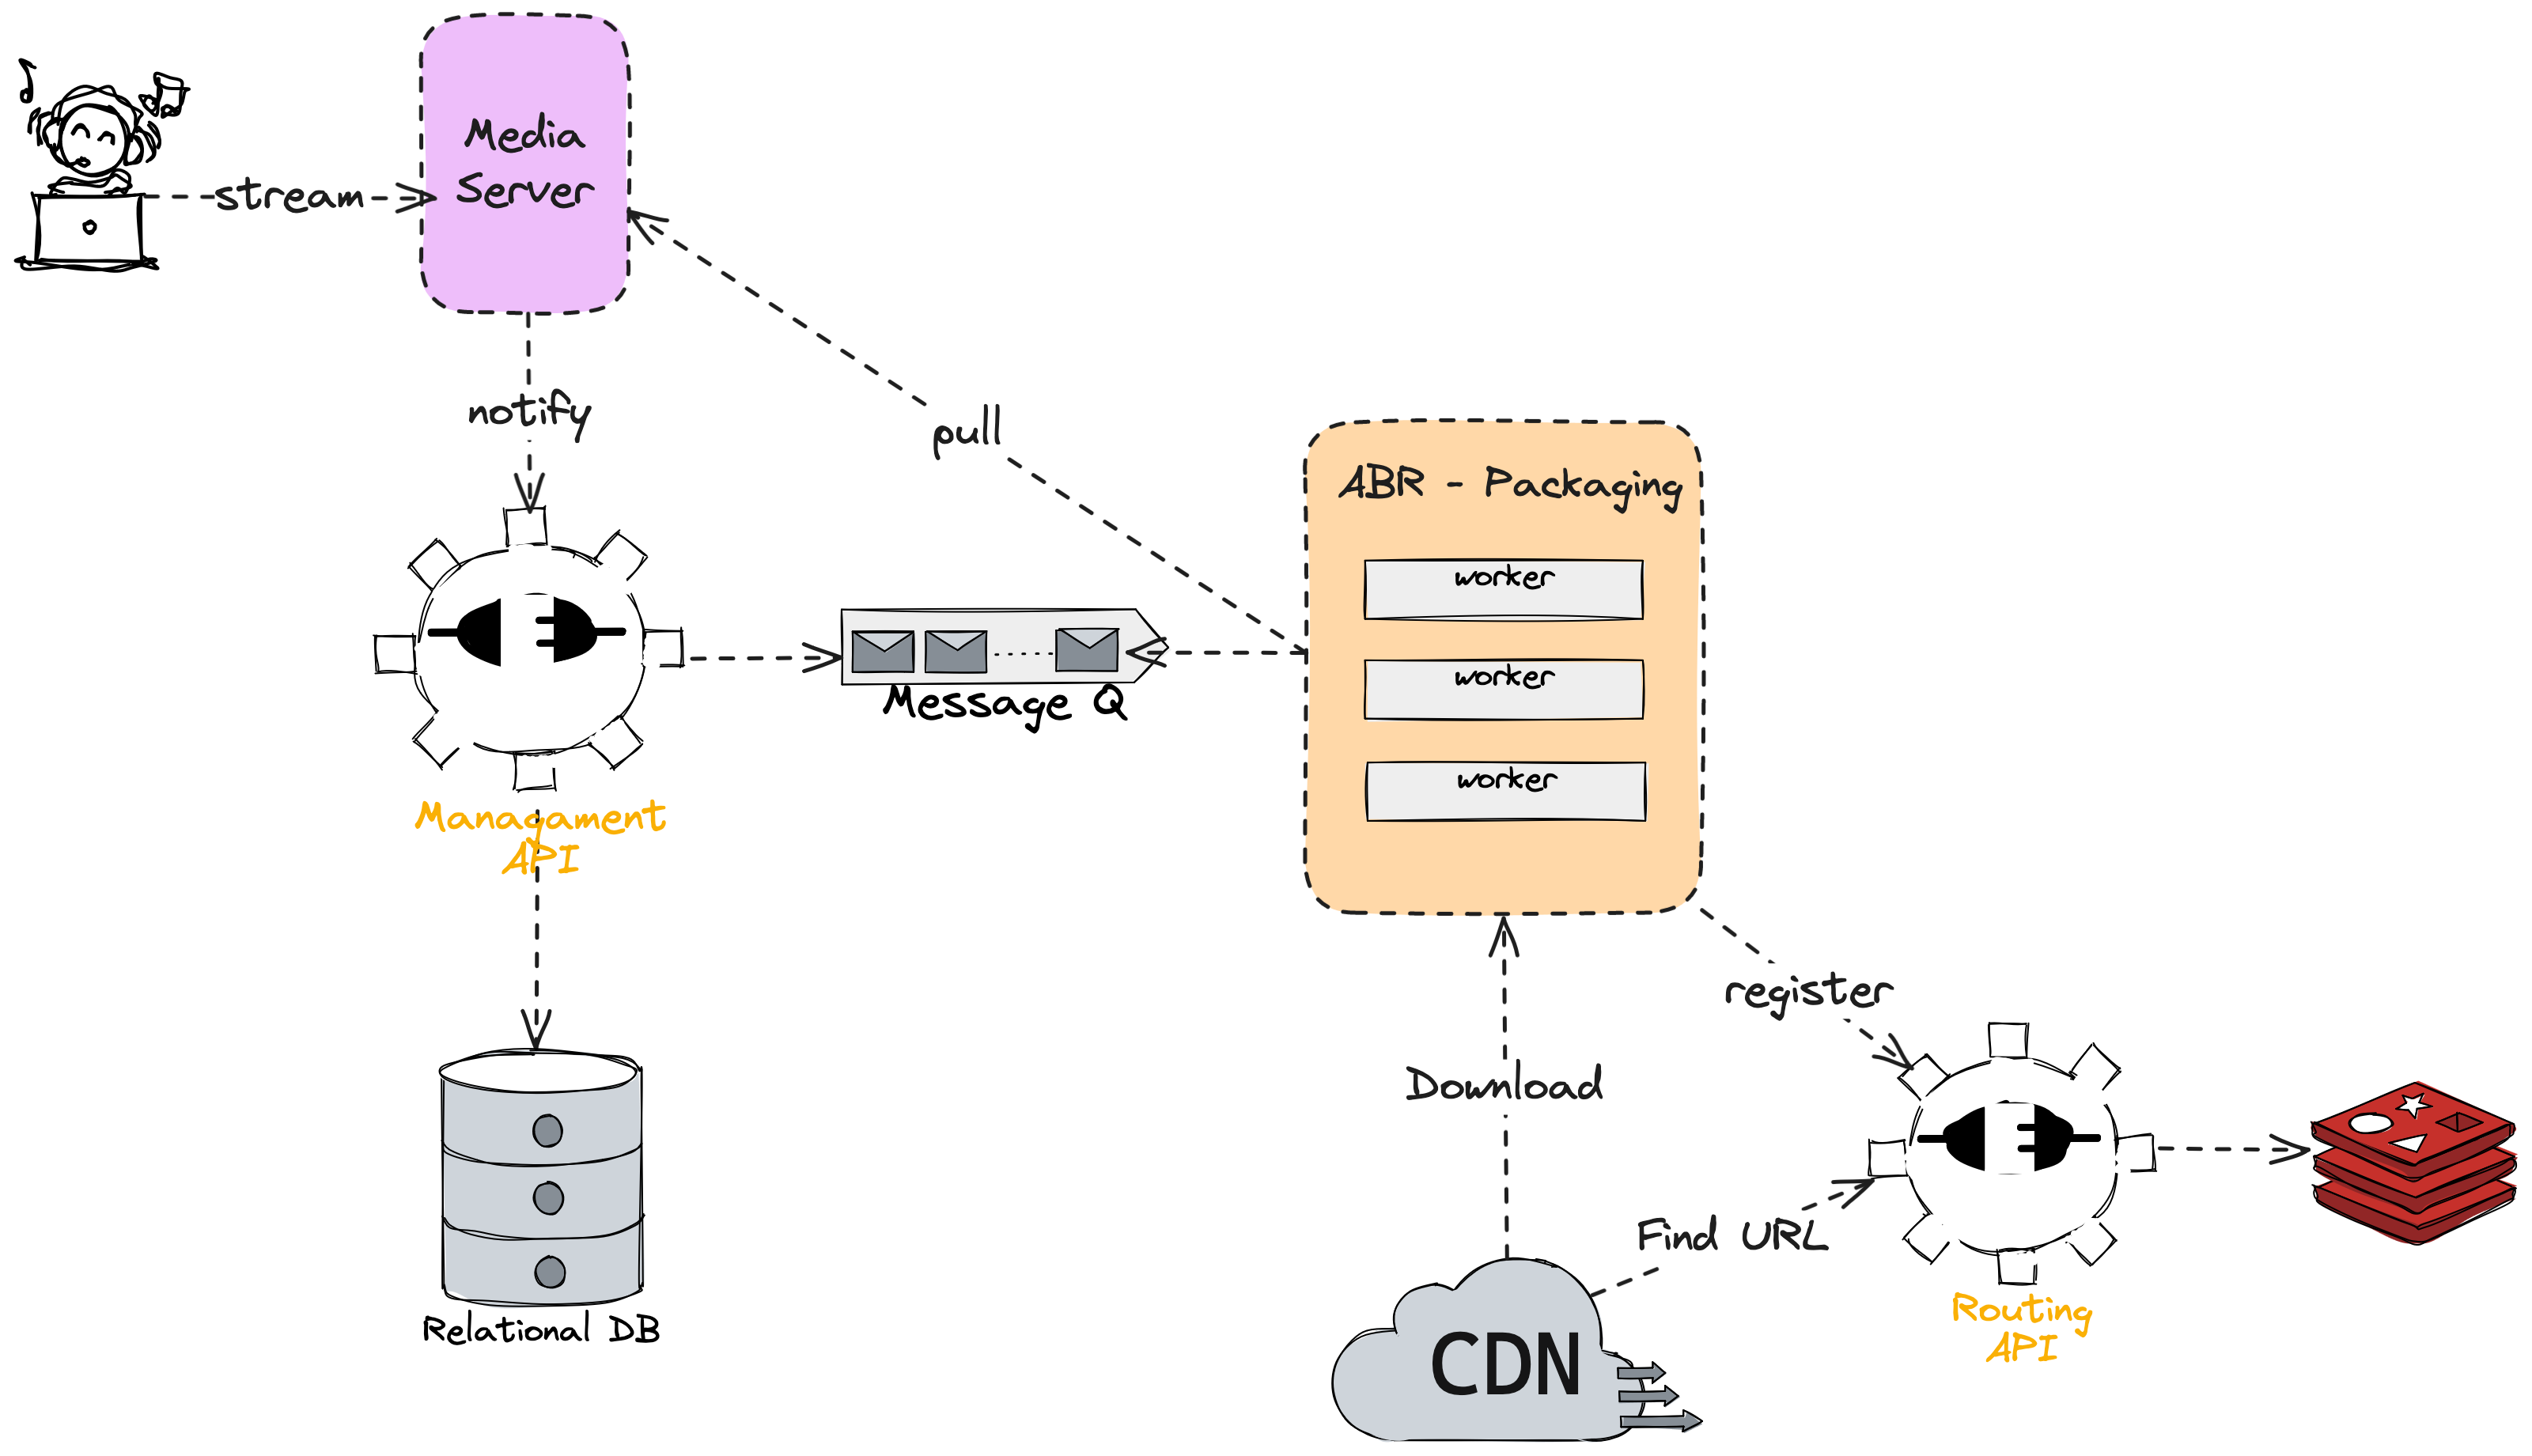 Media
Server
stream
notify
pull
ABR - Packaging
worker
worker
worker
Message Q
Managament
API
register
Download
Find URL
Relational DB
CDN
Routing
API